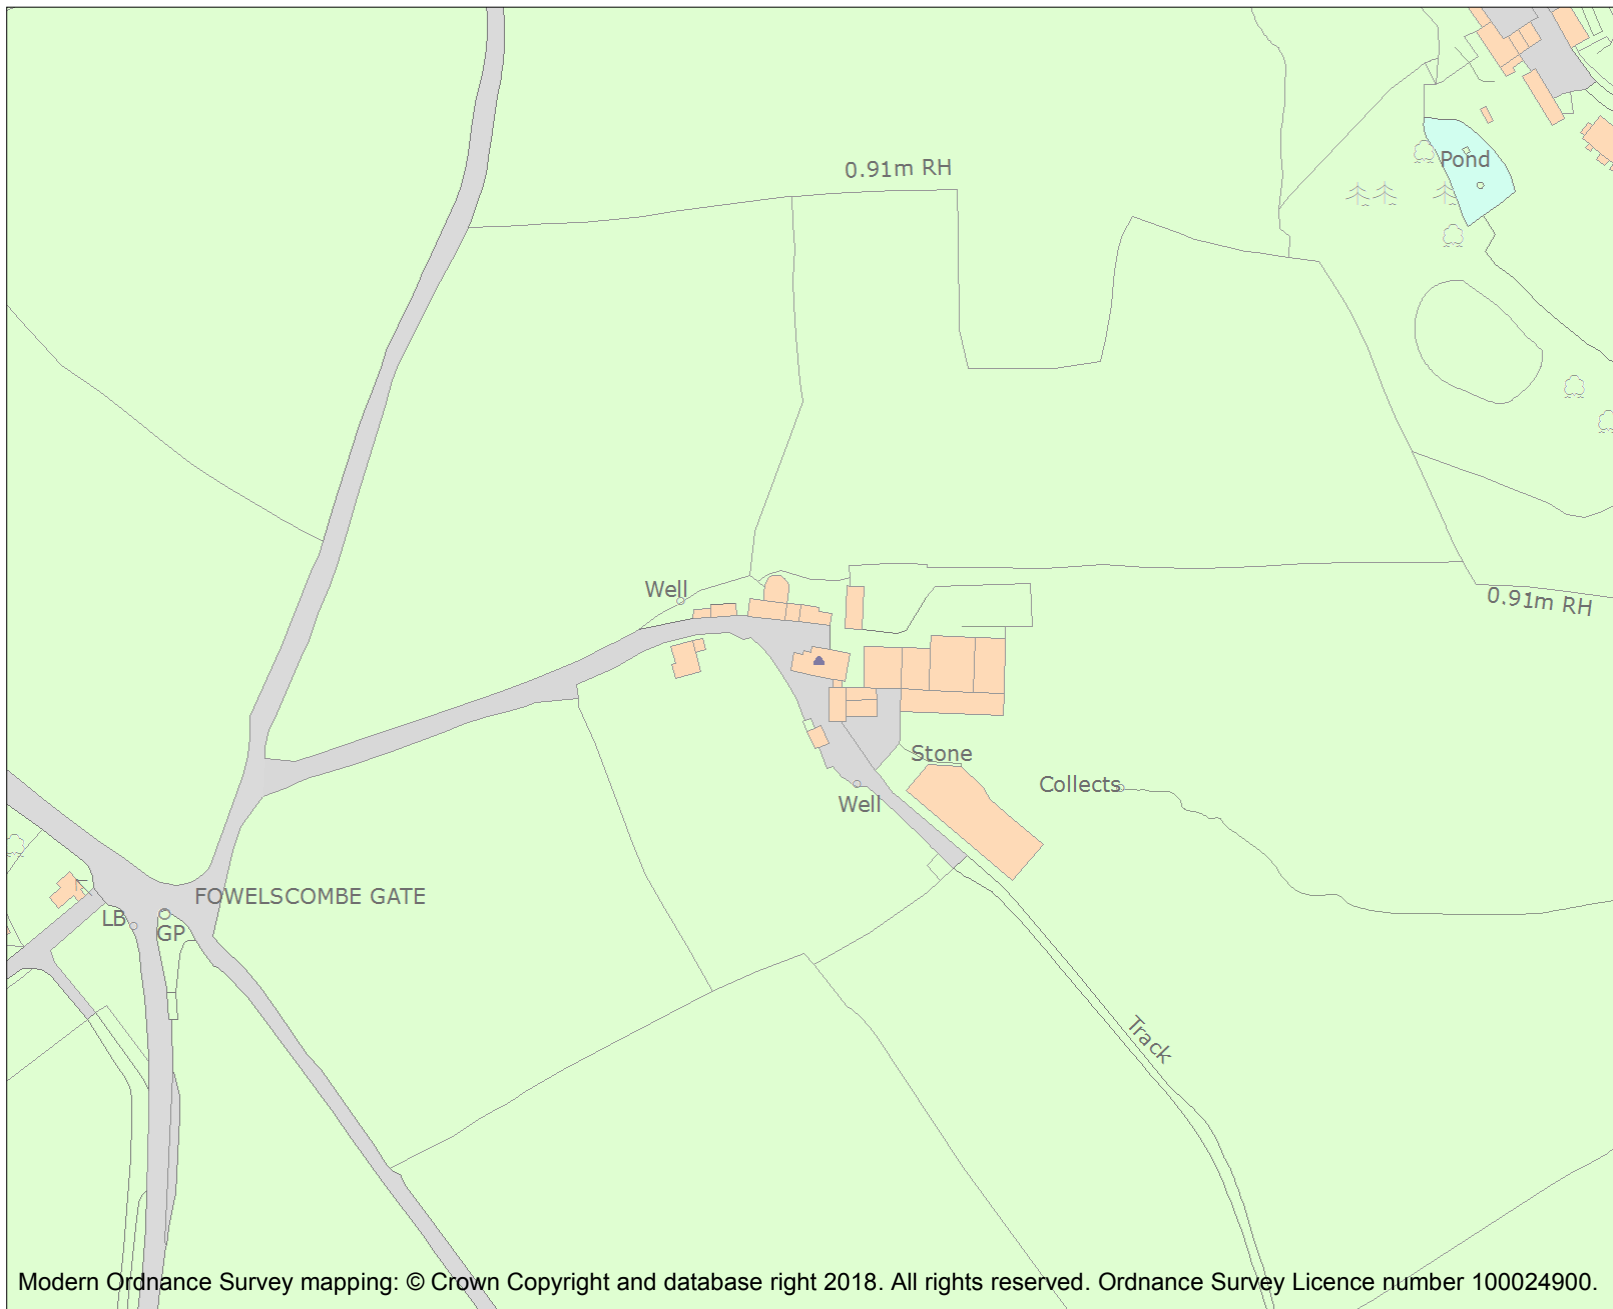 Pond
0.91m RH
Well
0.91m RH
Stone
Collects
Well
FOWELSCOMBE GATE
LB
GP
Track
Modern Ordnance Survey mapping: © Crown Copyright and database right 2018. All rights reserved. Ordnance Survey Licence number 100024900.